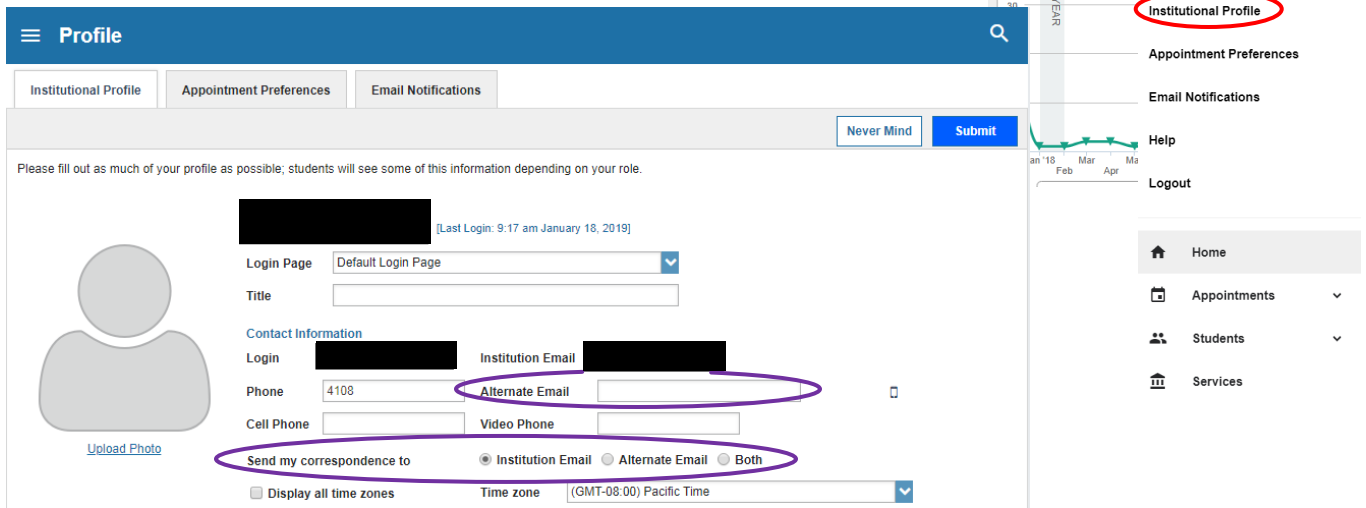 Profile
Institutional Profile Appointment Preferences Email Notifications
Never Mind Submit
Please fill out as much of your profile as possible; students will see some of this information depending on your role.
[Last Login: 9:17 am January 18, 2019]
Login Page Default Login Page
Title
Contact Information
Login Institution Email
Phone 4108 Alternate Email
Cell Phone Video Phone
Upload Photo
Send my correspondence to Institution Email Alternate Email Both
Display all time zones Time zone (GMT-08:00) Pacific Time
YEAR
Mar
Feb Apr
Institutional Profile
Appointment Preferences
Email Notifications
Help
Logout
Home
Appointments
Students
Services